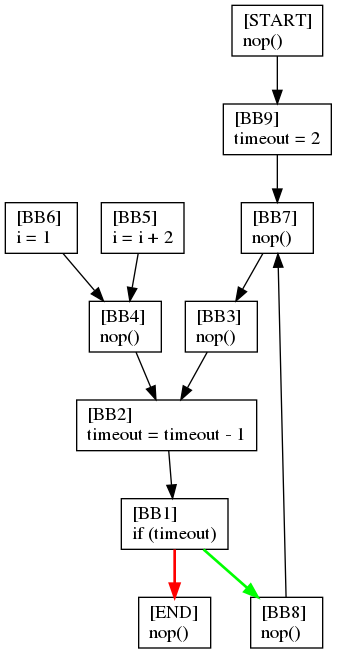 [START]
nop()
[BB9]
timeout = 2
[BB6]
i = 1
[BB5]
i = i + 2
[BB7]
nop()
[BB4]
nop()
[BB3]
nop()
[BB2]
timeout = timeout - 1
[BB1]
if (timeout)
[END]
nop()
[BB8]
nop()